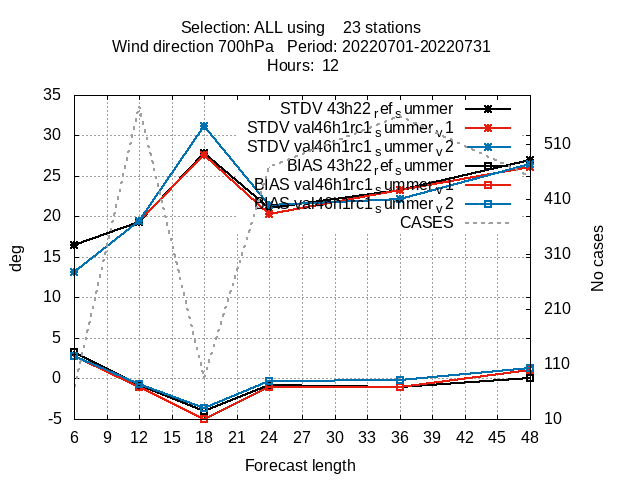 Selection: ALL using    23 stations
Wind direction 700hPa   Period: 20220701-20220731
Hours:  12
STDV 43h22_ref_summer
STDV val46h1rc1_summer_v1
STDV val46h1rc1_summer_v2
BIAS 43h22_ref_summer
BIAS val46h1rc1_summer_v1
BIAS val46h1rc1_summer_v2
CASES
35
30
25
20
15
10
5
0
-5
deg
510
410
310
210
110
10
No cases
6 9 12 15 18 21 24 27 30 33 36 39 42 45 48
Forecast length